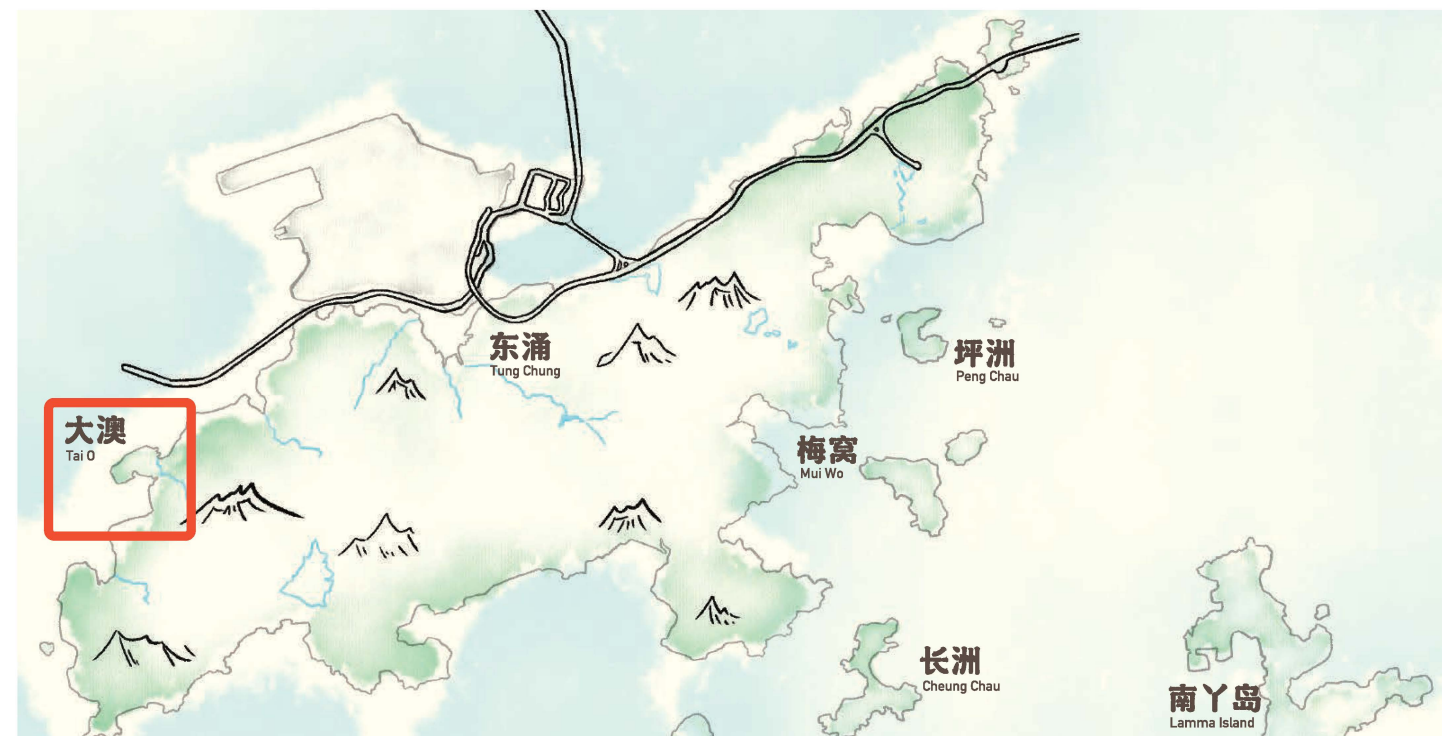 东涌
Tung Chung
坪洲
Peng Chau
大澳
Tai O
梅窝
Mui Wo
长洲
Cheung Chau
南丫岛
Lamma Island